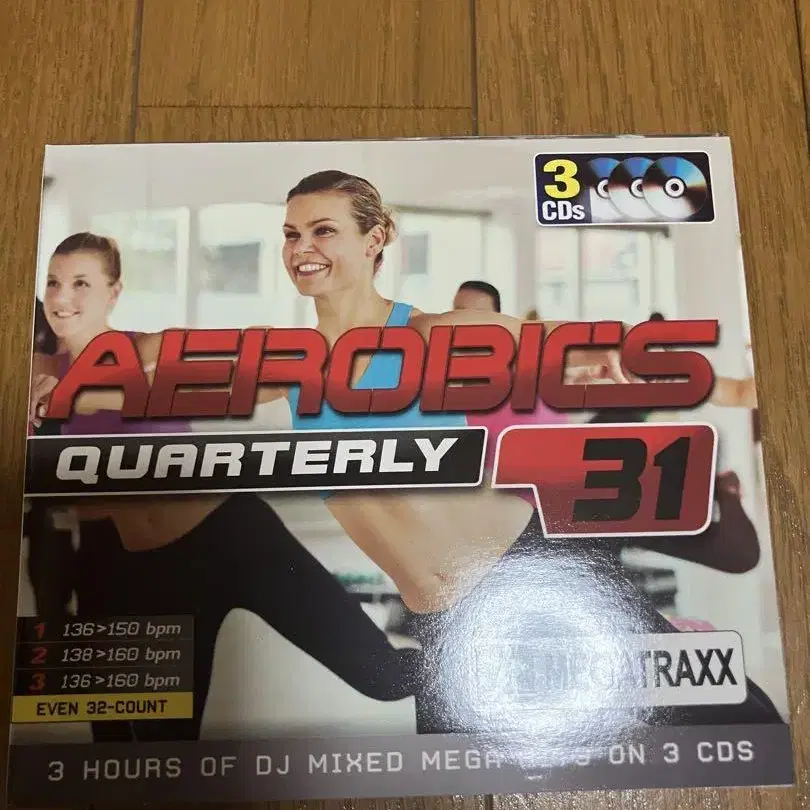 3
CDs
AEROBICS
QUARTERLY
31
1 136>150 bpm
2 138>160 bpm
3 136>160 bpm
EVEN 32-COUNT
3 HOURS OF DJ MIXED MEGA ON 3 CDS